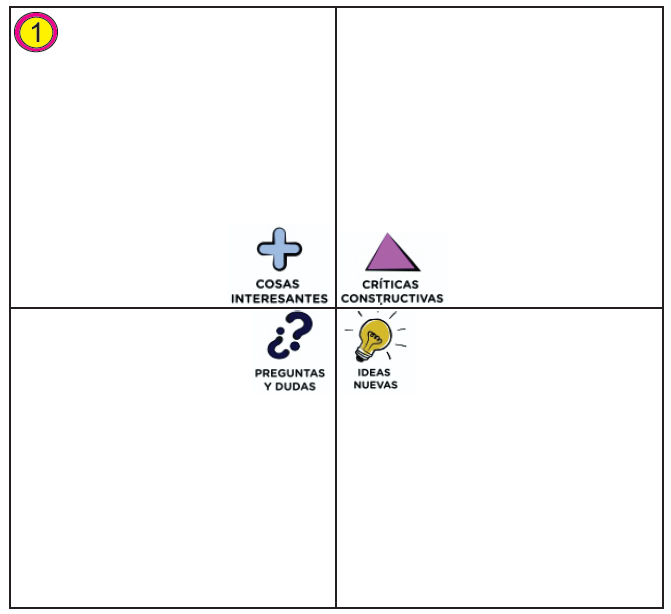 1
COSAS
INTERESANTES
CRÍTICAS
CONSTRUCTIVAS
¿?
PREGUNTAS
Y DUDAS
IDEAS
NUEVAS